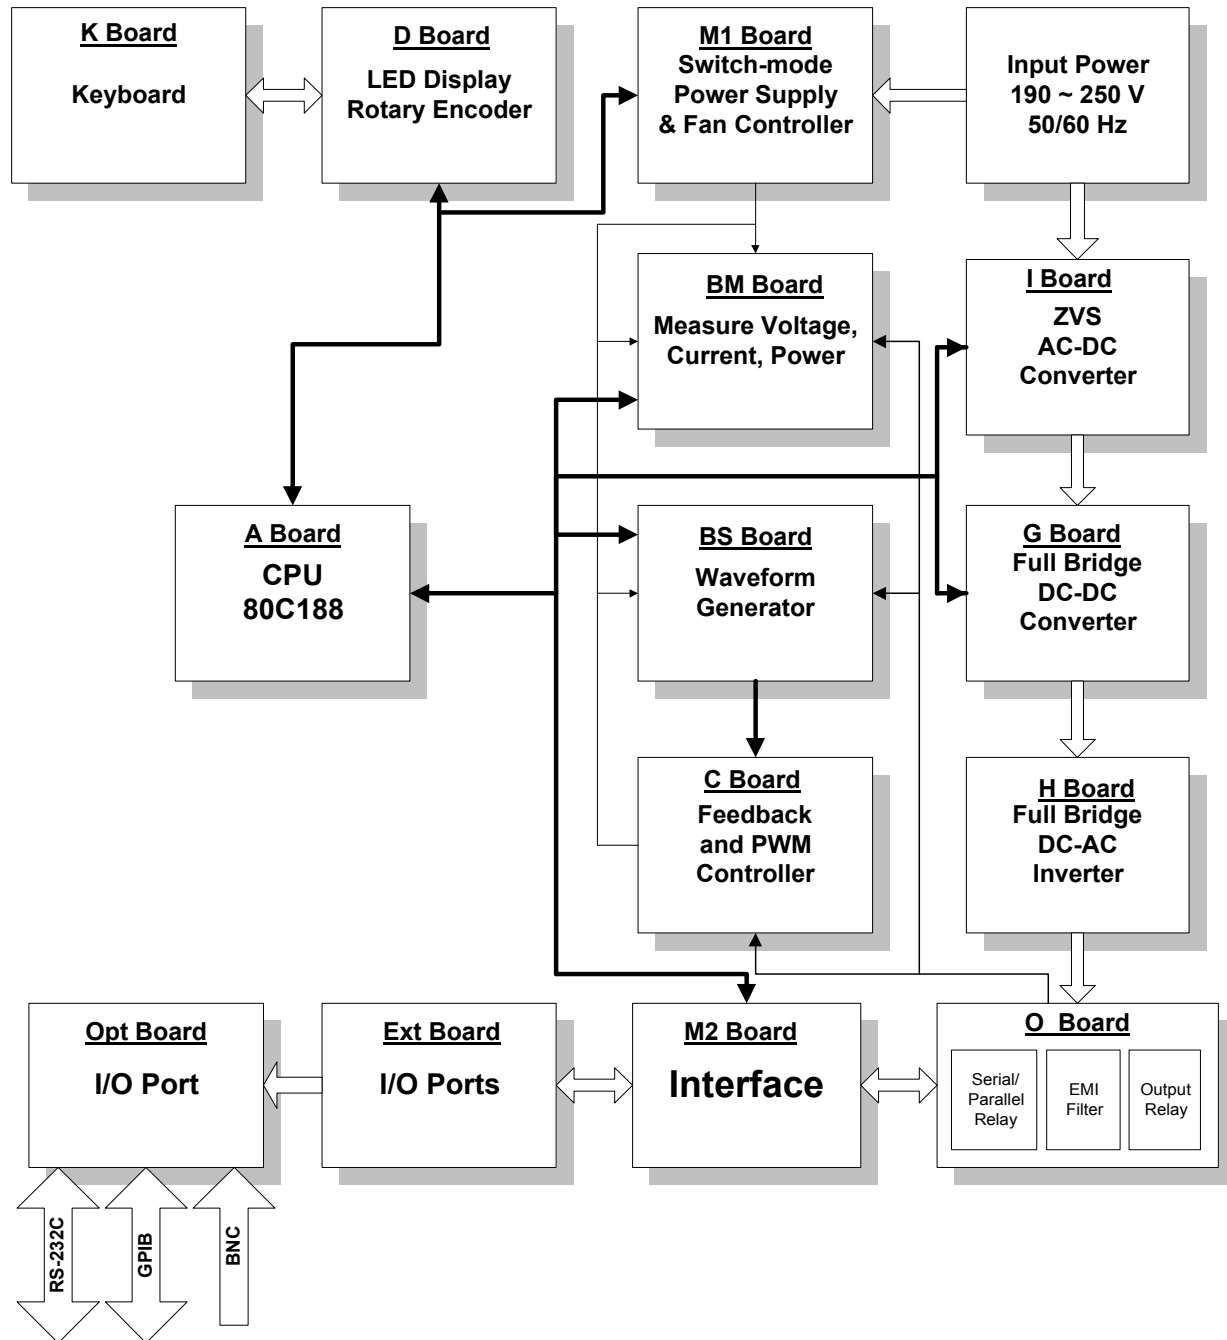 K Board
Keyboard
D Board
LED Display
Rotary Encoder
M1 Board
Switch-mode
Power Supply
& Fan Controller
Input Power
190 ~ 250 V
50/60 Hz
BM Board
Measure Voltage,
Current, Power
I Board
ZVS
AC-DC
Converter
A Board
CPU
80C188
BS Board
Waveform
Generator
G Board
Full Bridge
DC-DC
Converter
C Board
Feedback
and PWM
Controller
H Board
Full Bridge
DC-AC
Inverter
Opt Board
I/O Port
Ext Board
I/O Ports
M2 Board
Interface
O Board
Serial/
Parallel
Relay
EMI
Filter
Output
Relay
RS-232C
GPIB
BNC